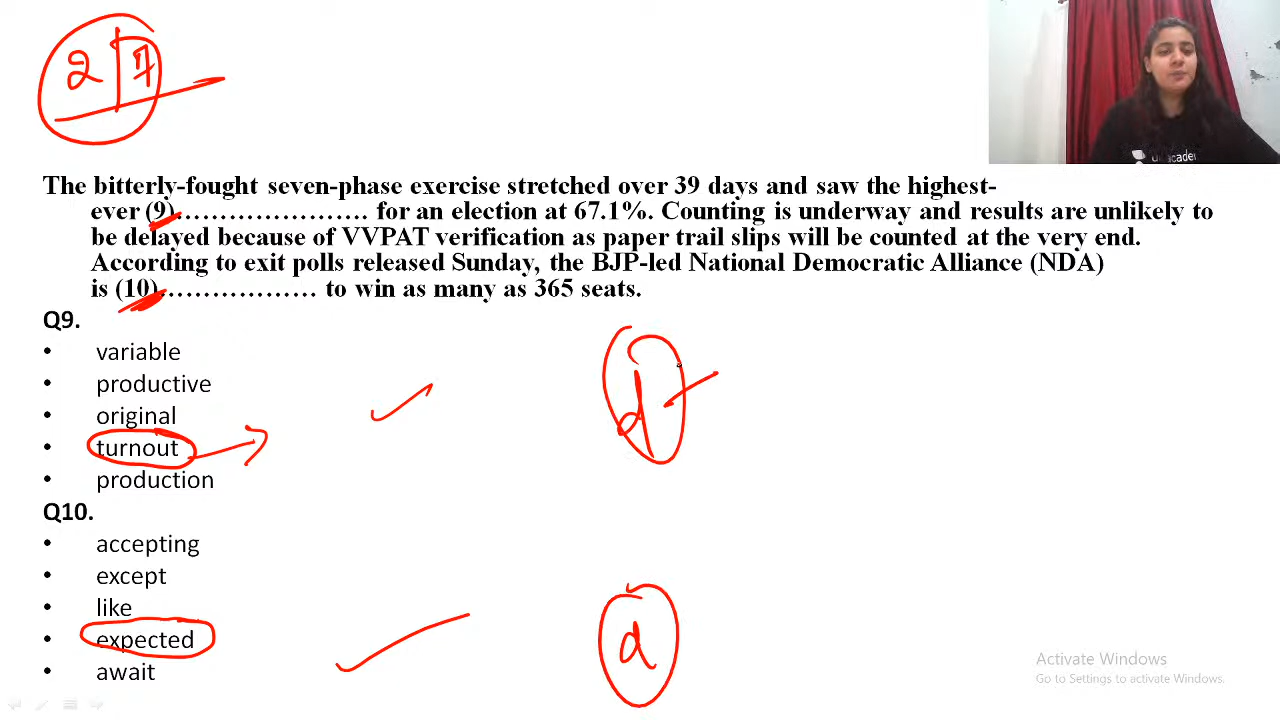 2|7
The bitterly-fought seven-phase exercise stretched over 39 days and saw the highest-
ever (9)…………………. for an election at 67.1%. Counting is underway and results are unlikely to
be delayed because of VVPAT verification as paper trail slips will be counted at the very end.
According to exit polls released Sunday, the BJP-led National Democratic Alliance (NDA)
is (10)……………… to win as many as 365 seats.
Q9.
• variable
• productive
• original
• turnout
• production
d
Q10.
• accepting
• except
• like
• expected
• await
d
Activate Windows
Go to Settings to activate Windows.